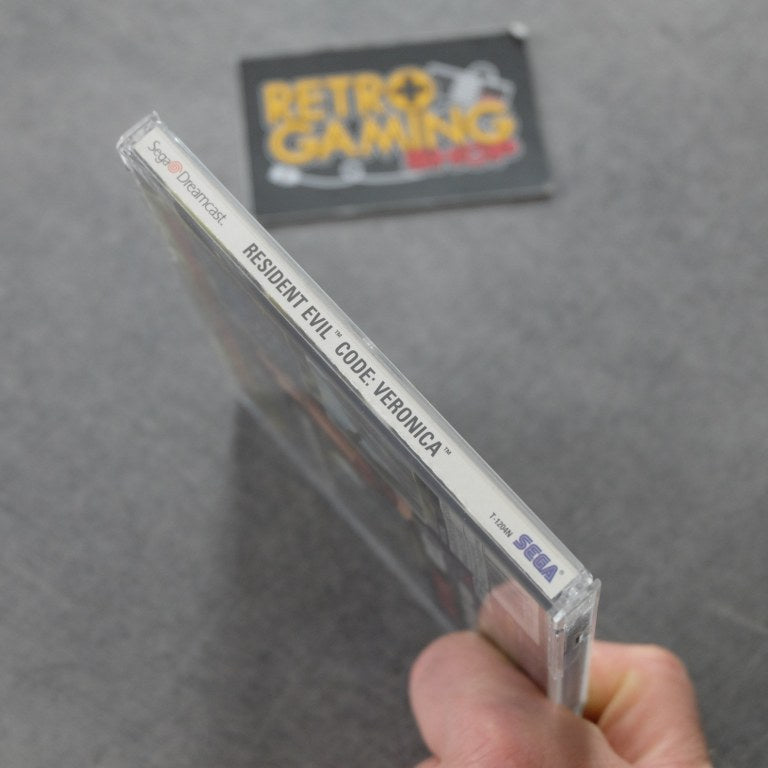 RETRO
GAMING
SHOP
Sega Dreamcast.
RESIDENT EVIL™ CODE: VERONICA™
T-1204N
SEGA®